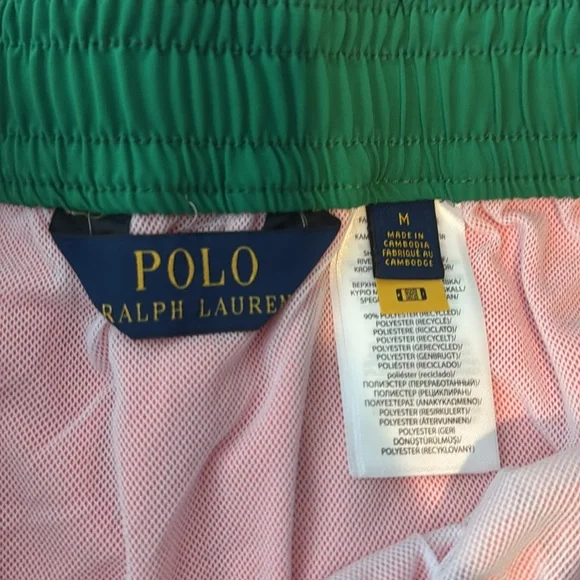 POLO
RALPH LAUREN
M
MADE IN
CAMBODIA
FABRIQUÉ AU
CAMBODGE
90% POLYESTER (RECYCLED)/
POLYESTER (RECYCLÉ)/
POLIESTERE (RICICLATO)/
POLYESTER (RECYCELT)/
POLYESTER (GERECYCLED)/
POLYESTER (GENBRUGT)/
POLIÉSTER (RECICLADO)/
poliéster (reciclado)/
ПОЛИЭСТЕР (ПЕРЕРАБОТАННЫЙ)/
ПОЛИЕСТЕР (РЕЦИКЛИРАН)/
ΠΟΛΥΕΣΤΕΡΑΣ (ΑΝΑΚΥΚΛΩΜΕΝΟ)/
POLYESTER (RESIRKULERT)/
POLYESTER (ÅTERVUNNEN)/
POLYESTER (GERİ
DÖNÜŞTÜRÜLMÜŞ)/
POLYESTER (RECYKLOVANÝ)